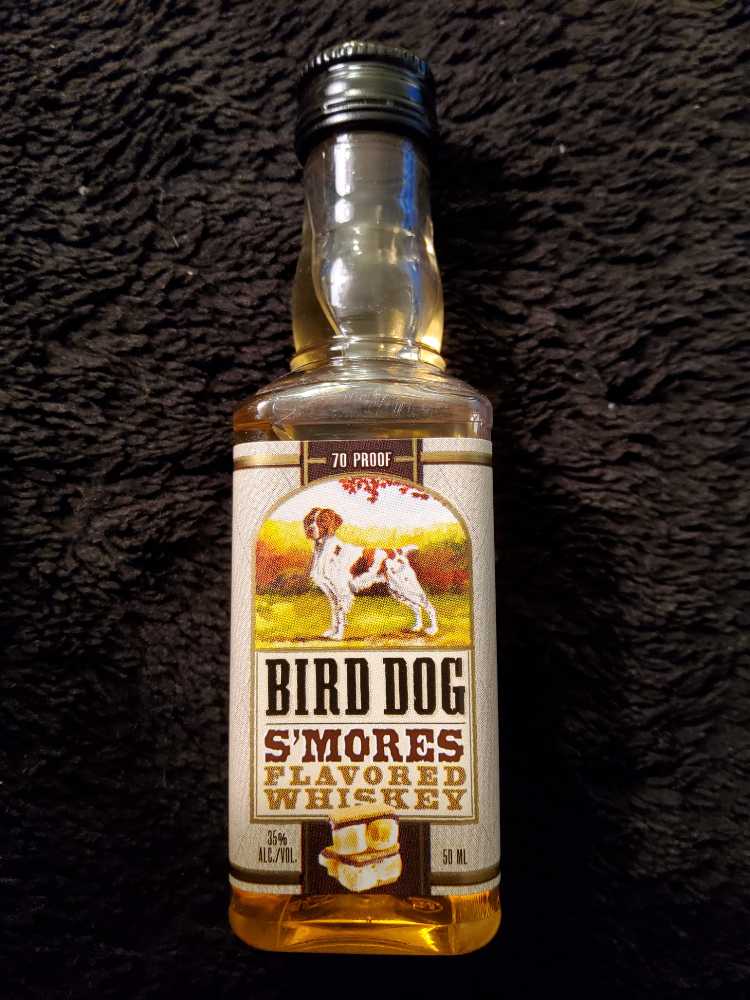 70 PROOF
BIRD DOG
S'MORES
FLAVORED
WHISKEY
35%
ALC./VOL.
50 ML